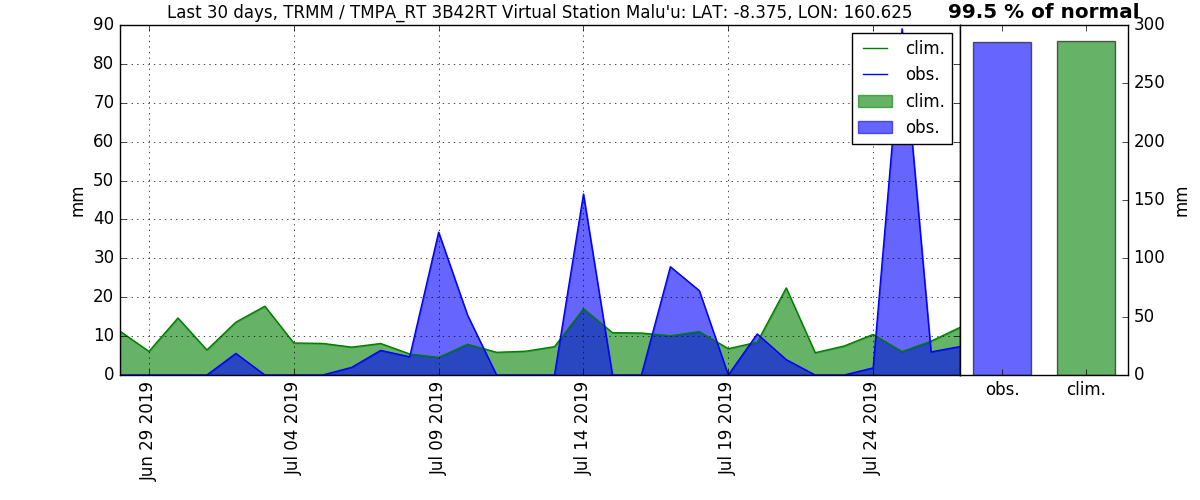 Last 30 days, TRMM / TMPA_RT 3B42RT Virtual Station Malu'u: LAT: -8.375, LON: 160.625
99.5 % of normal
90
80
70
60
50
40
30
20
10
0
mm
clim.
obs.
clim.
obs.
Jun 29 2019
Jul 04 2019
Jul 09 2019
Jul 14 2019
Jul 19 2019
Jul 24 2019
300
250
200
150
100
50
0
mm
obs.
clim.